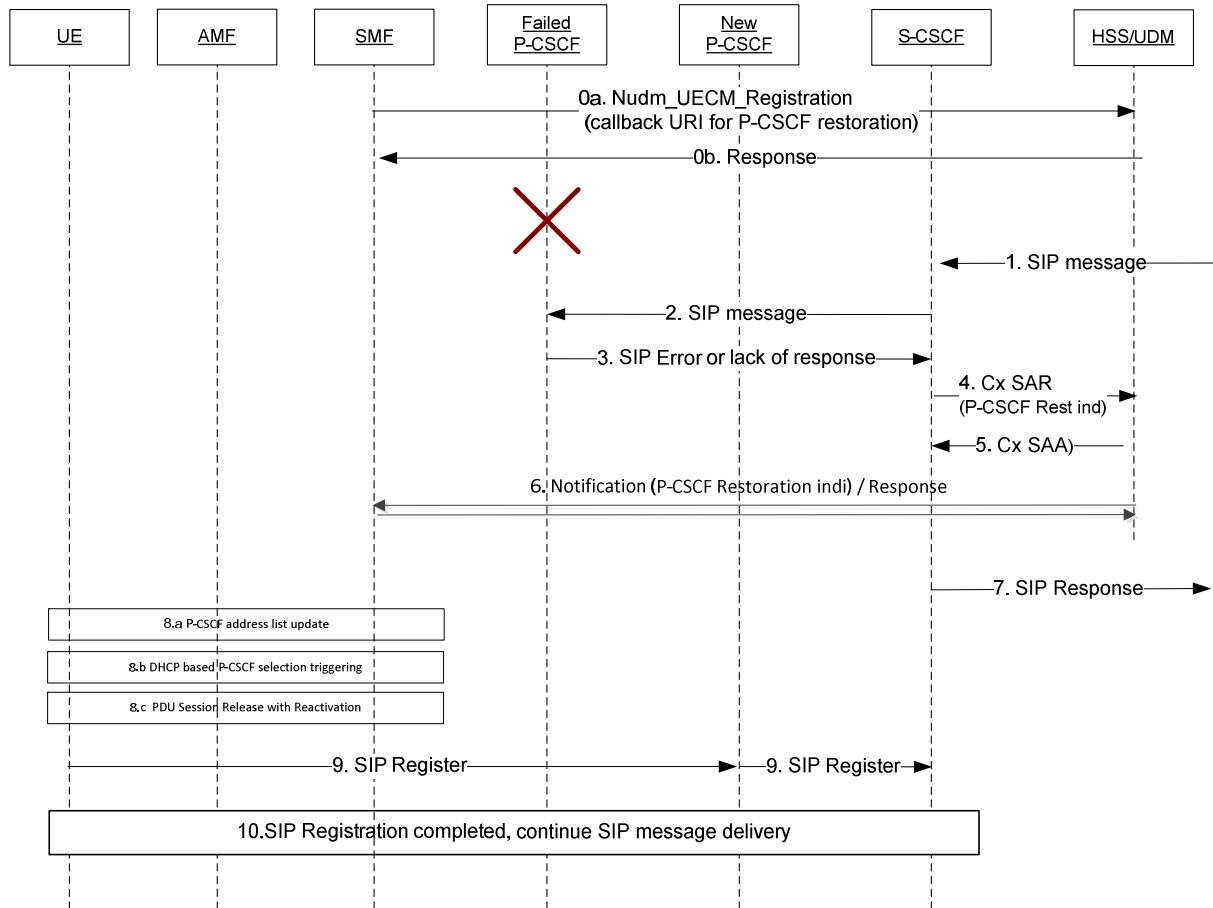 UE
AMF
SMF
Failed
P-CSCF
New
P-CSCF
S-CSCF
HSS/UDM
0a. Nudm_UECM_Registration
(callback URI for P-CSCF restoration)
0b. Response
1. SIP message
2. SIP message
3. SIP Error or lack of response
4. Cx SAR
(P-CSCF Rest ind)
5. Cx SAA)
6. Notification (P-CSCF Restoration indi) / Response
7. SIP Response
8.a P-CSCF address list update
8.b DHCP based P-CSCF selection triggering
8.c PDU Session Release with Reactivation
9. SIP Register
9. SIP Register
10.SIP Registration completed, continue SIP message delivery